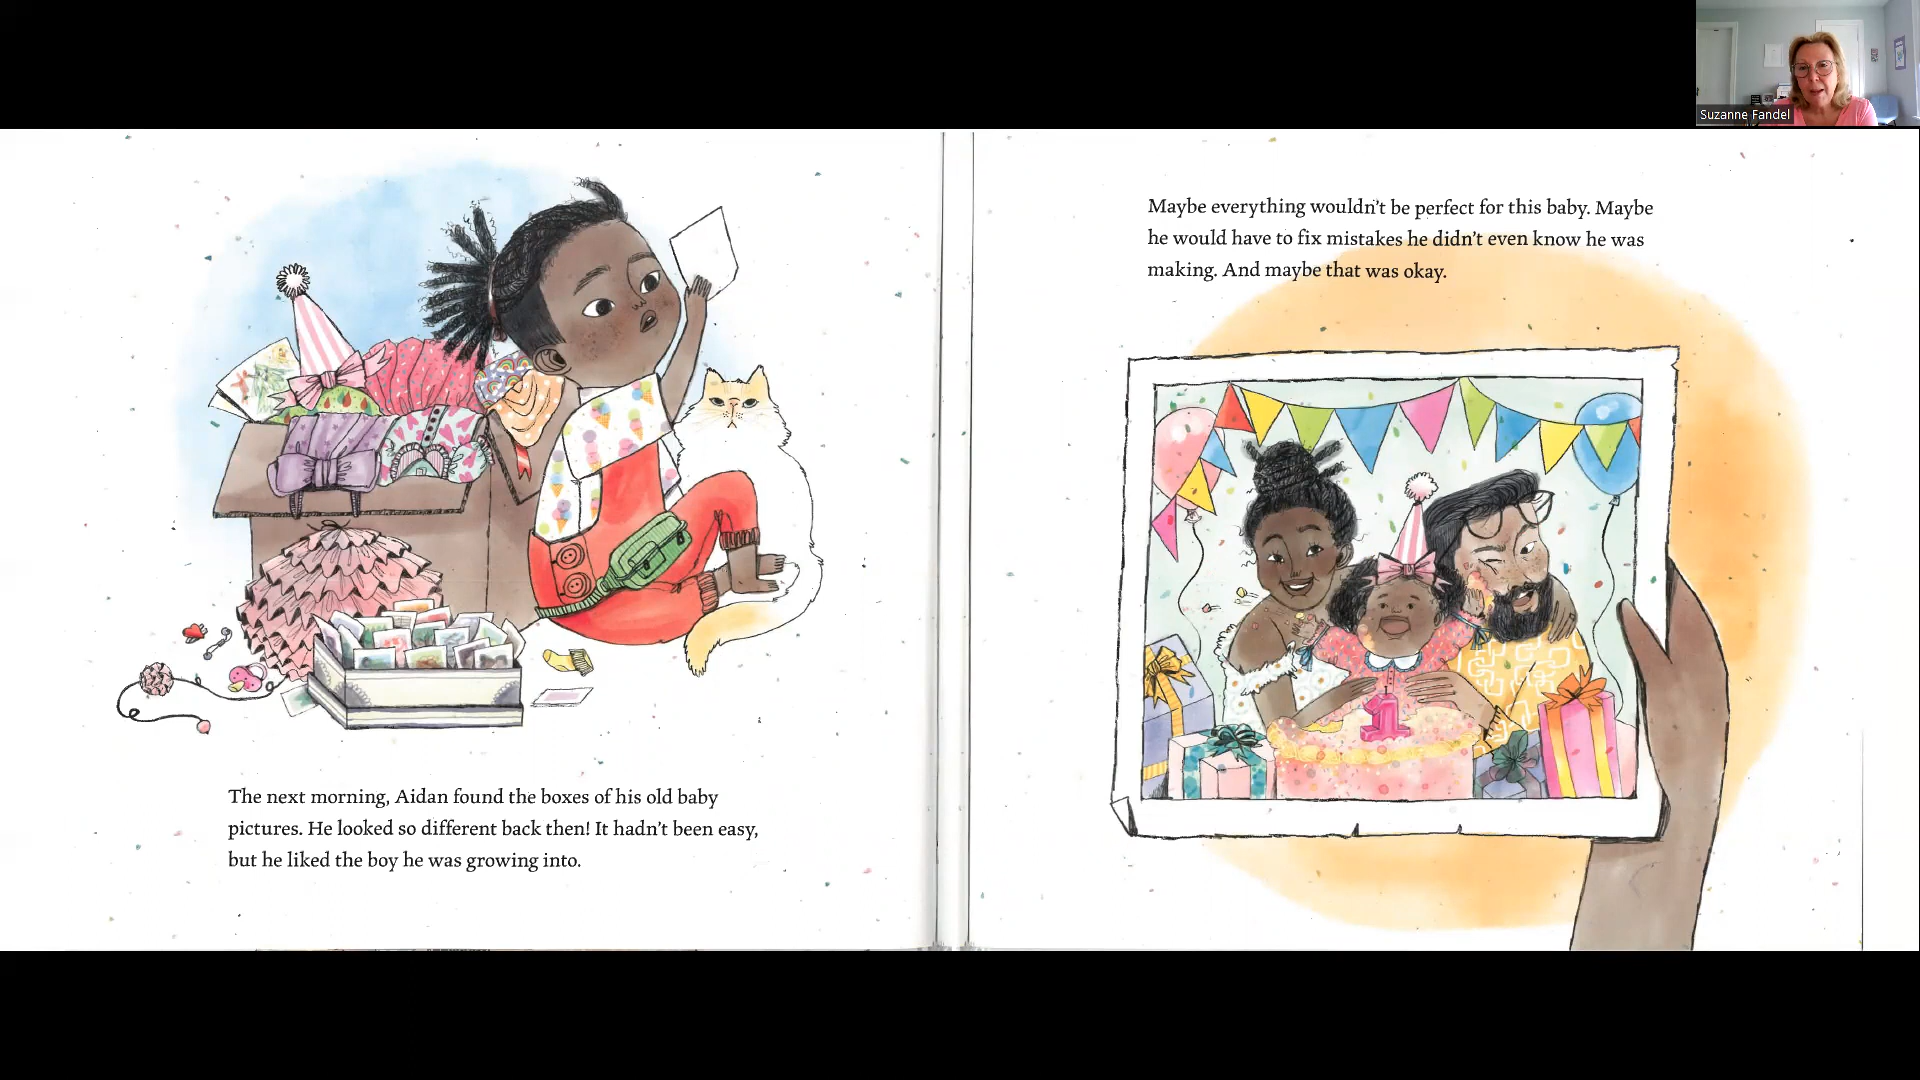 Suzanne Fandel
The next morning, Aidan found the boxes of his old baby
pictures. He looked so different back then! It hadn't been easy,
but he liked the boy he was growing into.
Maybe everything wouldn't be perfect for this baby. Maybe
he would have to fix mistakes he didn't even know he was
making. And maybe that was okay.
1